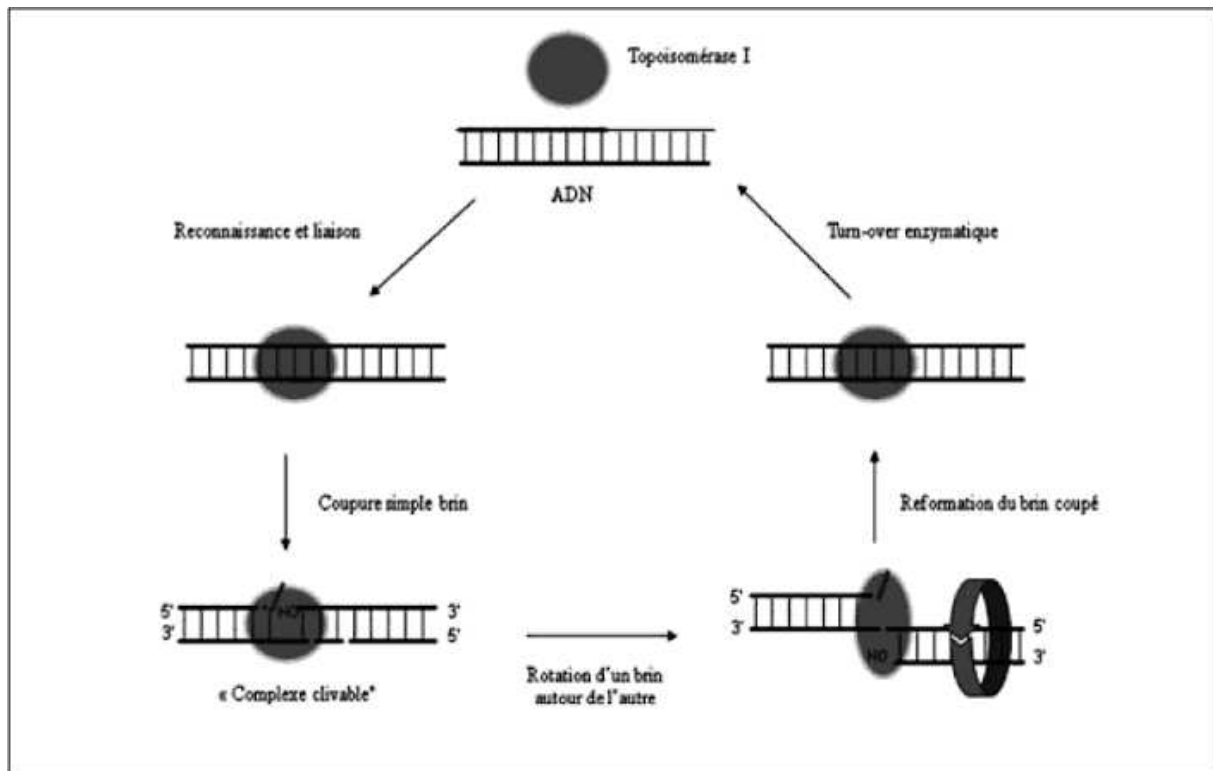 Topoisomérase I
ADN
Reconnaissance et liaison
Turn-over enzymatique
Coupure simple brin
Reformation du brin coupé
5' HO 3'
3' 5'
« Complexe clivable"
Rotation d'un brin
autour de l'autre
5'
3' 5'
HO 3'